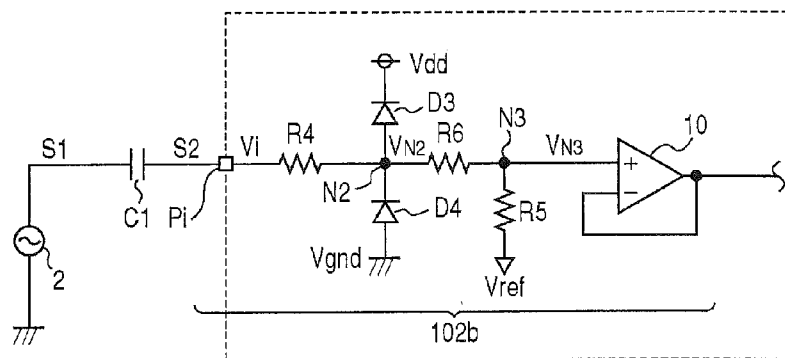 Vdd
D3
N3
10
S1
S2
Vi
R4
VN2
R6
VN3
+
−
C1
Pi
N2
D4
R5
2
Vgnd
Vref
102b